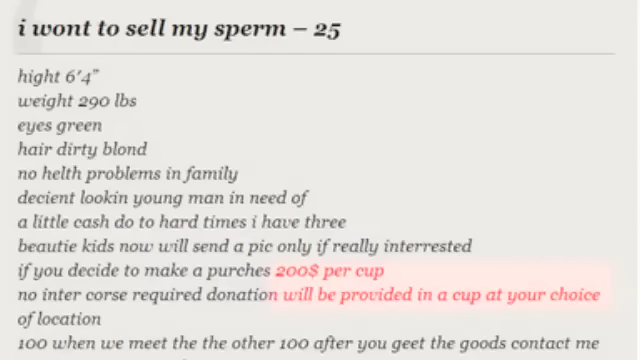 i wont to sell my sperm – 25
hight 6'4"
weight 290 lbs
eyes green
hair dirty blond
no helth problems in family
decient lookin young man in need of
a little cash do to hard times i have three
beautie kids now will send a pic only if really interrested
if you decide to make a purches 200$ per cup
no inter corse required donation will be provided in a cup at your choice
of location
100 when we meet the the other 100 after you geet the goods contact me